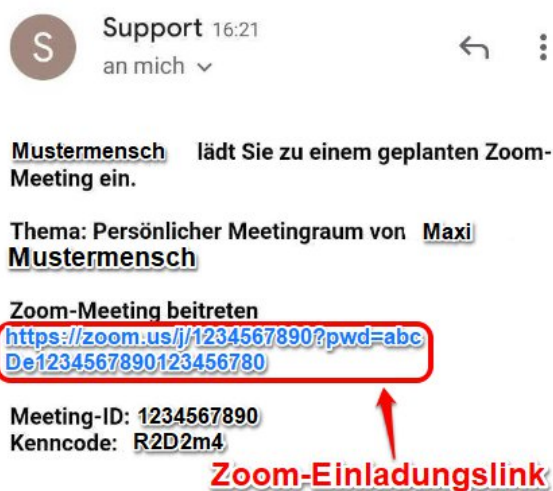 S
Support 16:21
an mich
Mustermensch lädt Sie zu einem geplanten Zoom-
Meeting ein.
Thema: Persönlicher Meetingraum von Maxi
Mustermensch
Zoom-Meeting beitreten
https://zoom.us/j/1234567890?pwd=abc
De1234567890123456780
Meeting-ID: 1234567890
Kenncode: R2D2m4
Zoom-Einladungslink